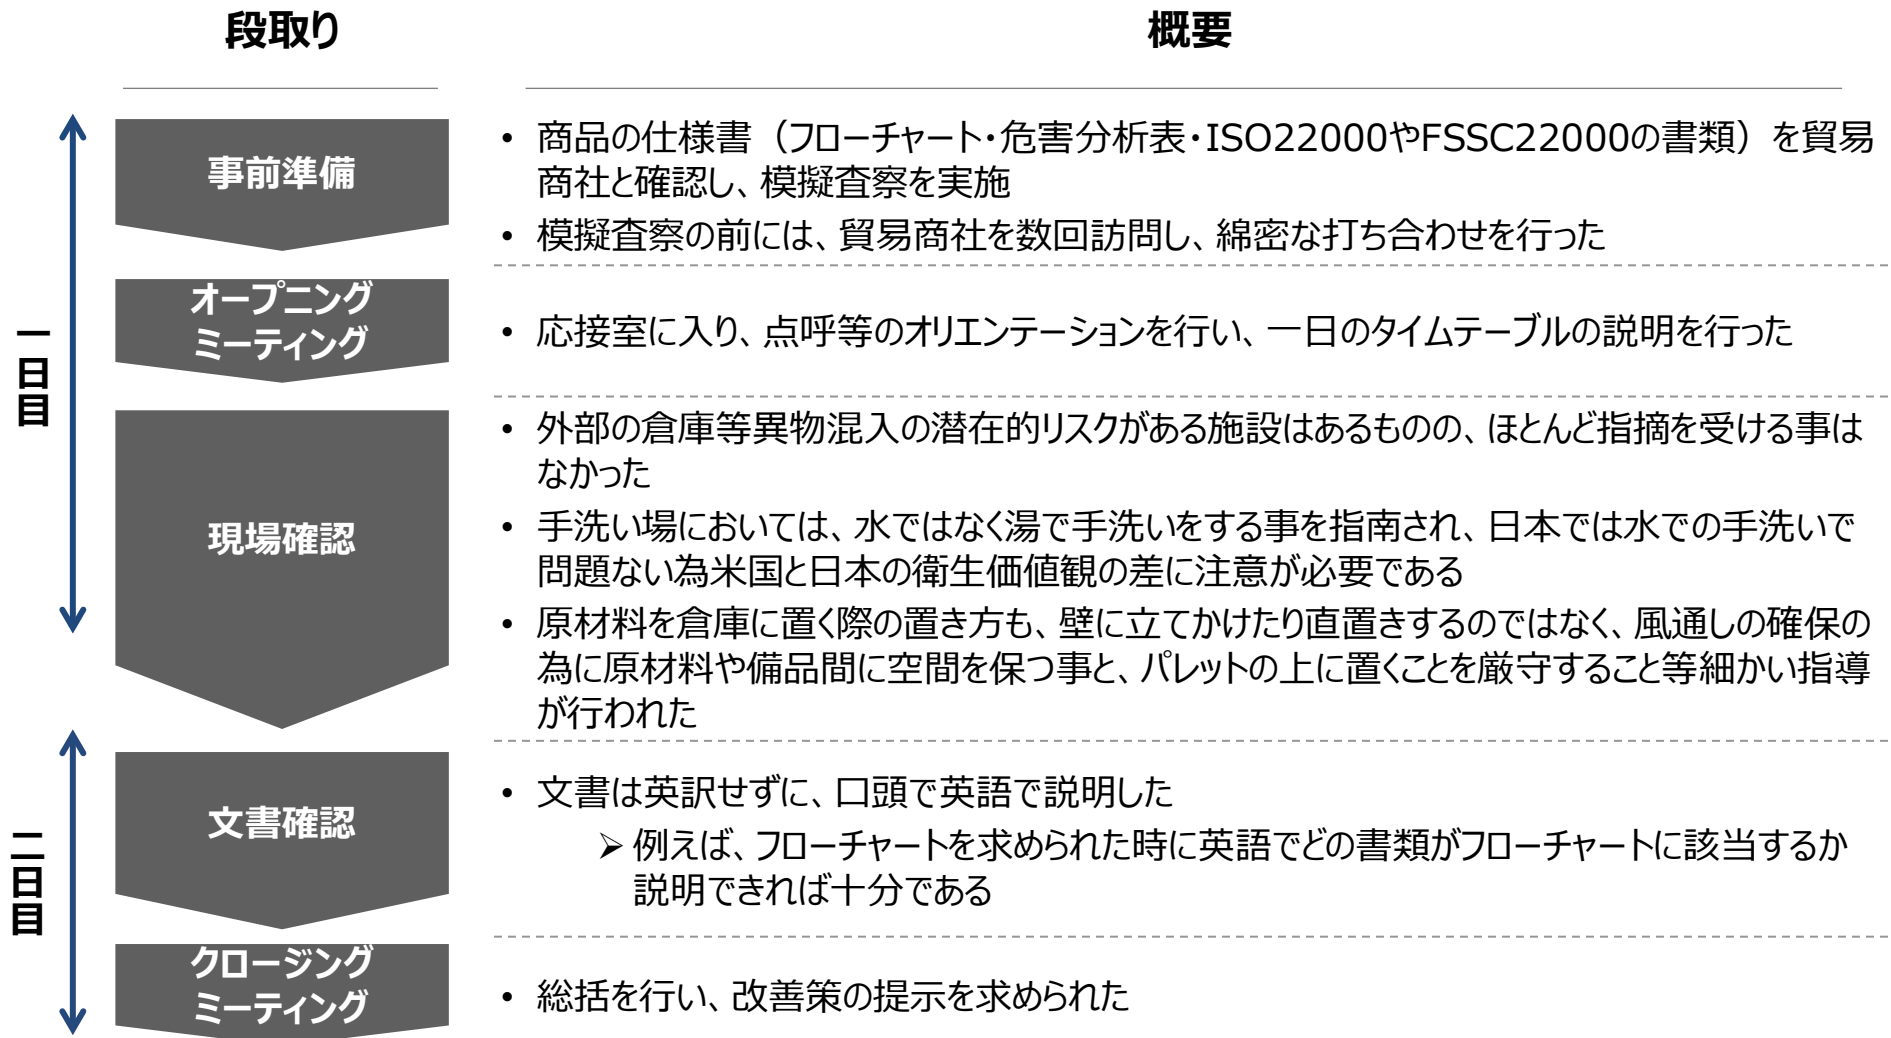 段取り
概要
一日目
事前準備
• 商品の仕様書（フローチャート・危害分析表・ISO22000やFSSC22000の書類）を貿易
商社と確認し、模擬査察を実施
• 模擬査察の前には、貿易商社を数回訪問し、綿密な打ち合わせを行った
オープニング
ミーティング
• 応接室に入り、点呼等のオリエンテーションを行い、一日のタイムテーブルの説明を行った
現場確認
• 外部の倉庫等異物混入の潜在的リスクがある施設はあるものの、ほとんど指摘を受ける事は
なかった
• 手洗い場においては、水ではなく湯で手洗いをする事を指南され、日本では水での手洗いで
問題ない為米国と日本の衛生価値観の差に注意が必要である
• 原材料を倉庫に置く際の置き方も、壁に立てかけたり直置きするのではなく、風通しの確保の
為に原材料や備品間に空間を保つ事と、パレットの上に置くことを厳守すること等細かい指導
が行われた
二日目
文書確認
• 文書は英訳せずに、口頭で英語で説明した
➢ 例えば、フローチャートを求められた時に英語でどの書類がフローチャートに該当するか
説明できれば十分である
クロージング
ミーティング
• 総括を行い、改善策の提示を求められた